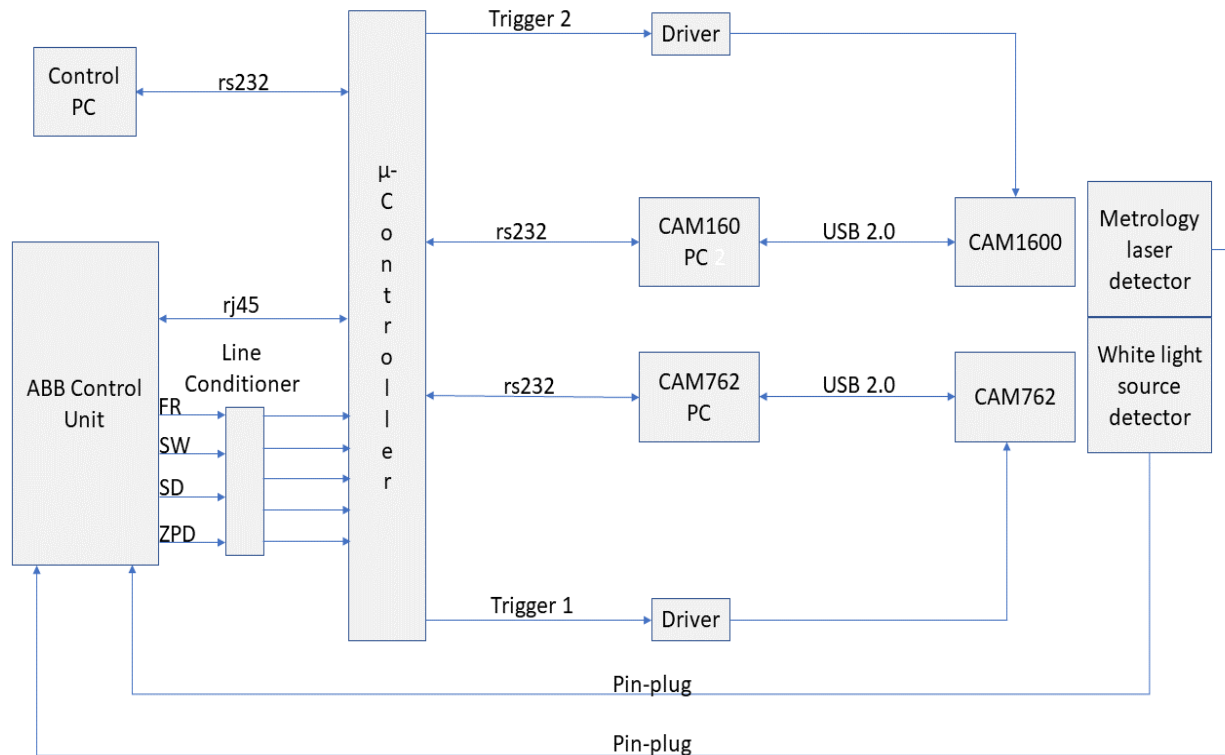 Trigger 2
Driver
Control
PC
rs232
μ-
C
o
n
t
r
o
l
l
e
r
rs232
CAM160
PC 2
USB 2.0
CAM1600
Metrology
laser
detector
ABB Control
Unit
rj45
Line
Conditioner
FR
SW
SD
ZPD
rs232
CAM762
PC
USB 2.0
CAM762
White light
source
detector
Trigger 1
Driver
Pin-plug
Pin-plug